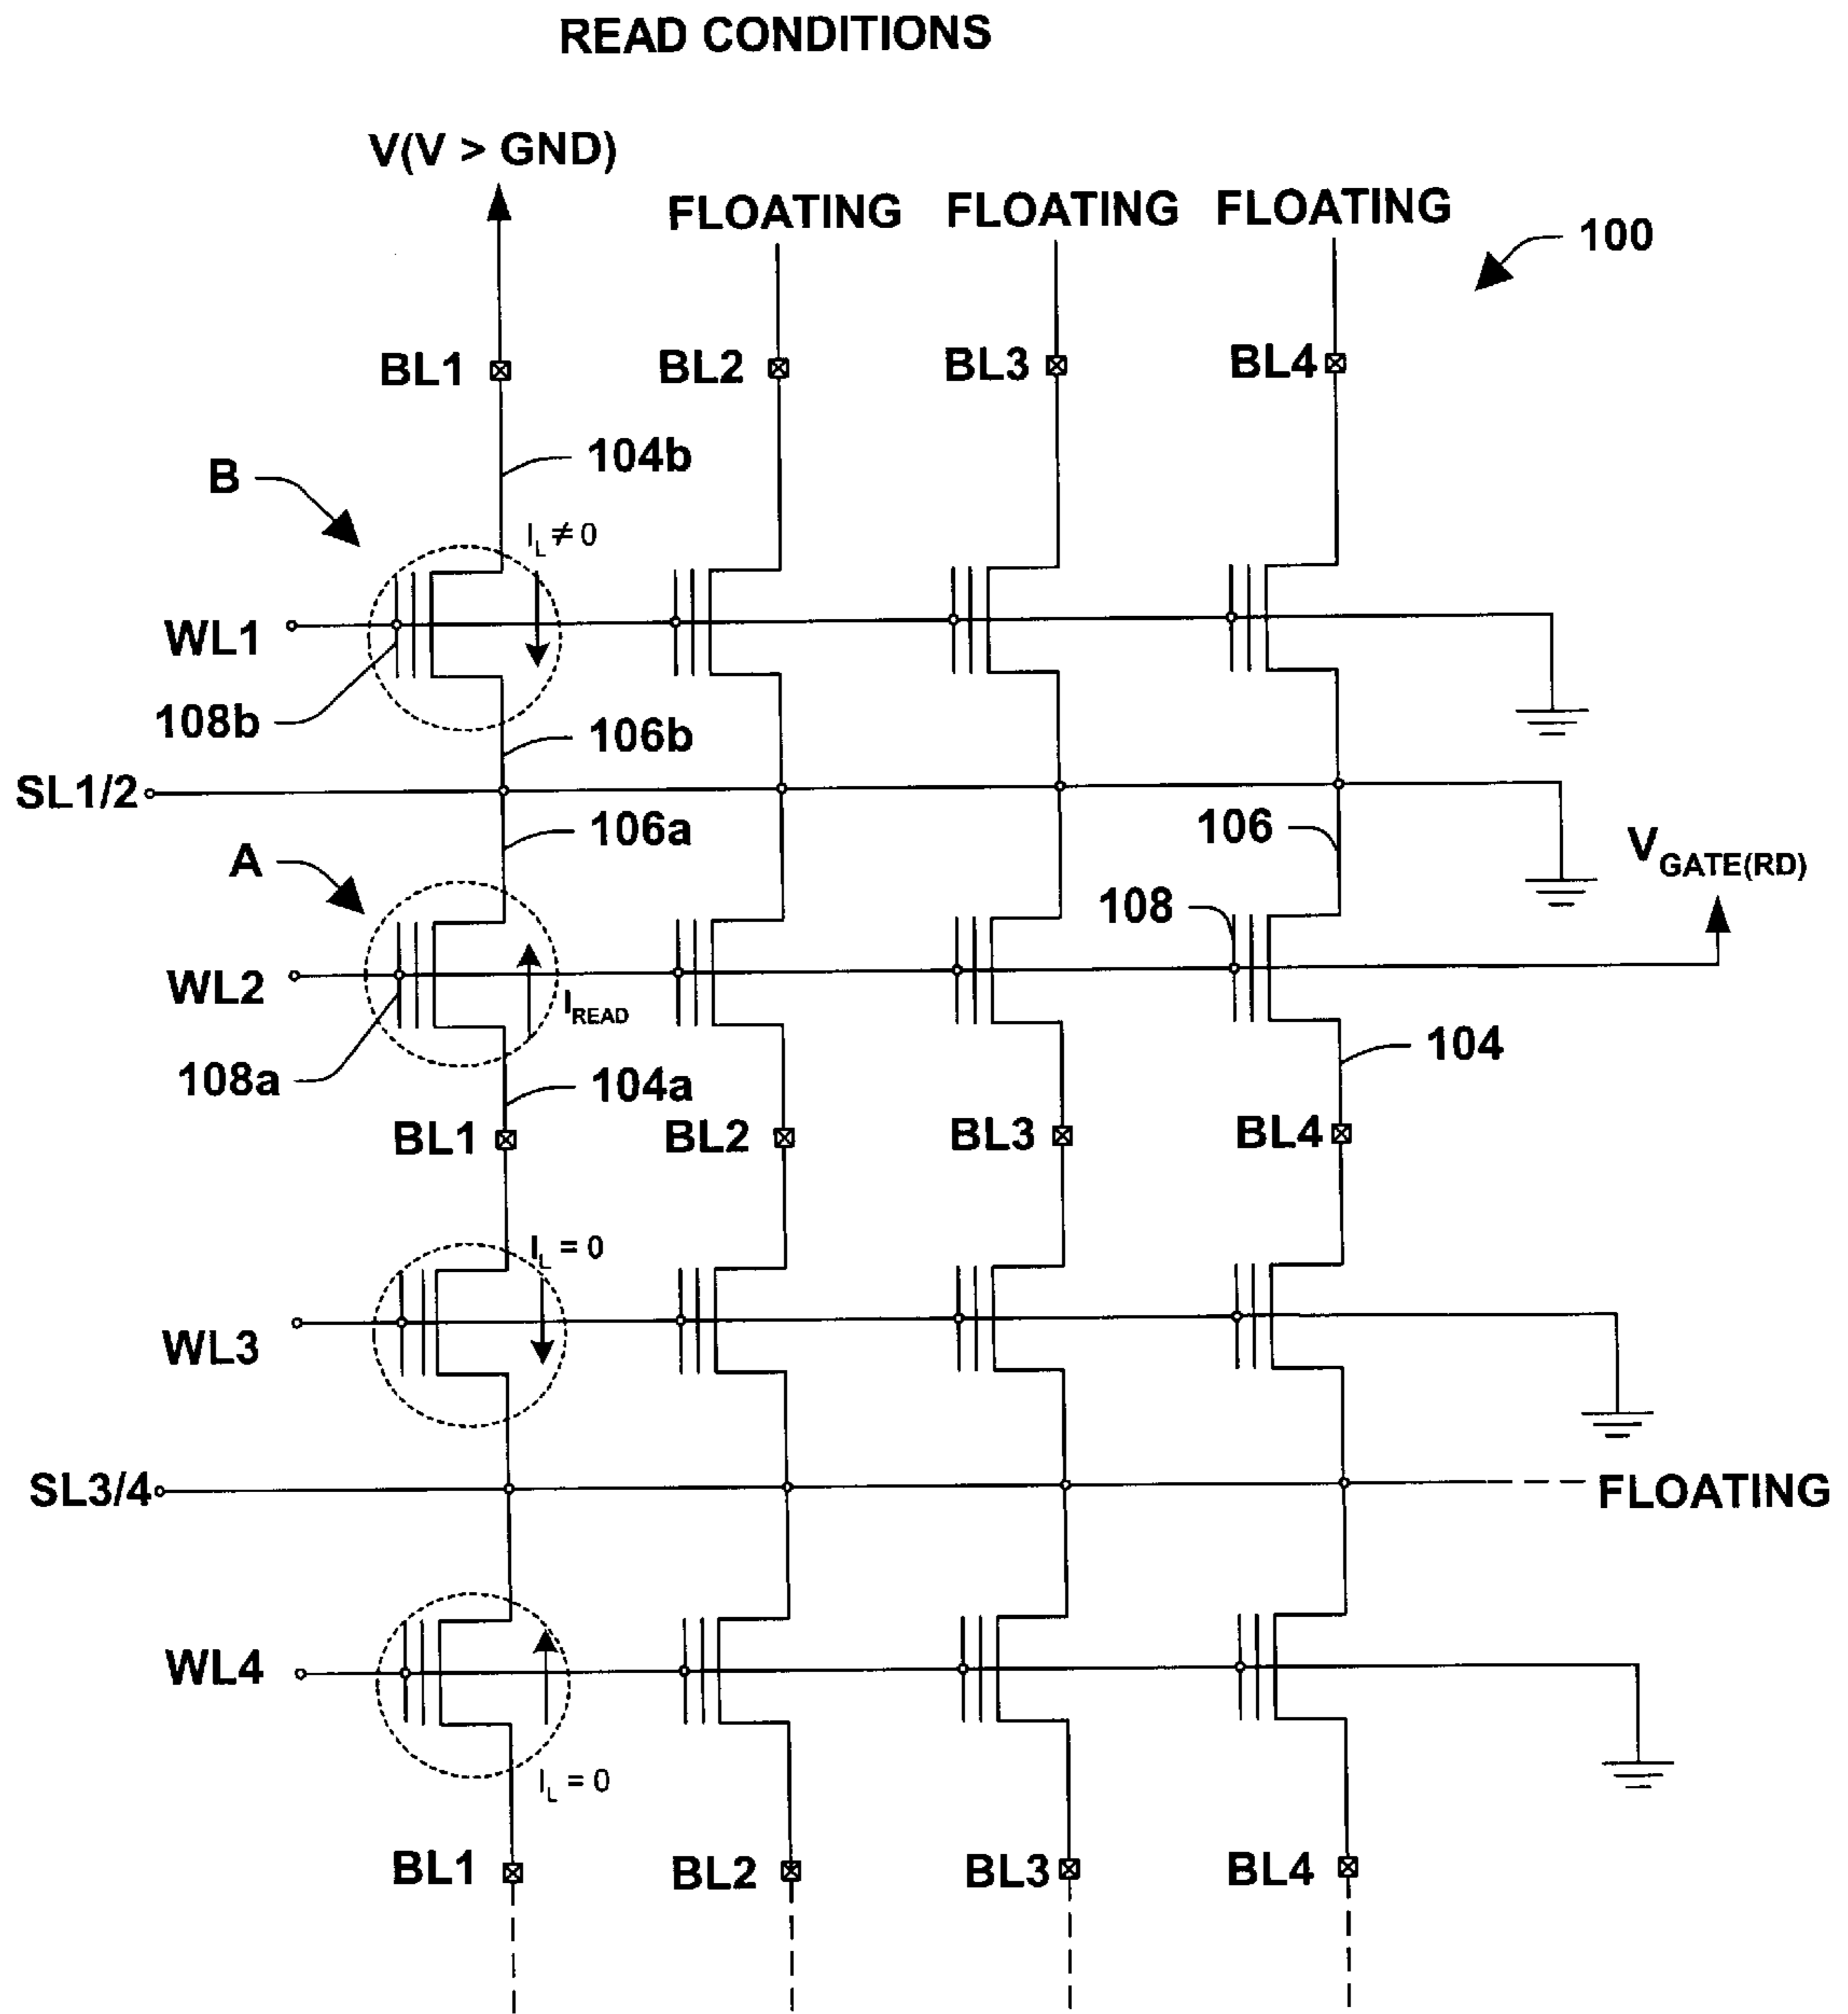 READ CONDITIONS
V(V > GND)
FLOATING
FLOATING
FLOATING
100
BL1
BL2
BL3
BL4
104b
B
I_L ≠ 0
WL1
108b
106b
SL1/2
106a
106
A
V_GATE(RD)
108
WL2
I_READ
108a
104a
104
BL1
BL2
BL3
BL4
I_L = 0
WL3
SL3/4
FLOATING
WL4
I_L = 0
BL1
BL2
BL3
BL4